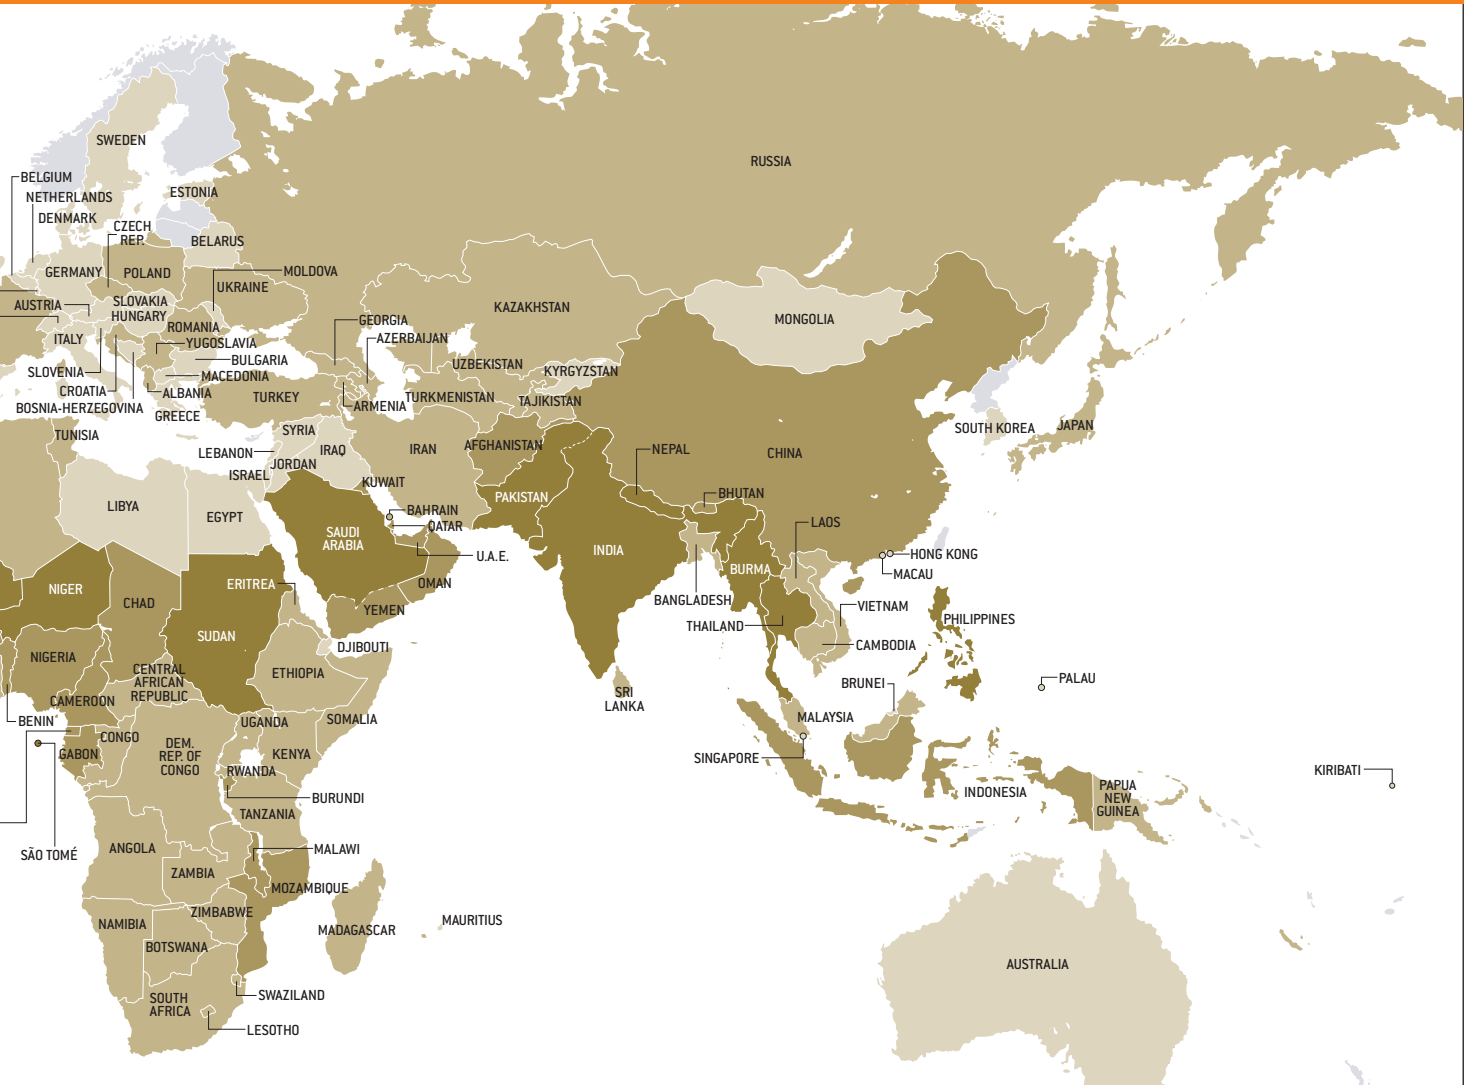 SWEDEN
RUSSIA
BELGIUM
NETHERLANDS
ESTONIA
DENMARK
CZECH
REP.
BELARUS
GERMANY
POLAND
MOLDOVA
UKRAINE
AUSTRIA
SLOVAKIA
HUNGARY
KAZAKHSTAN
MONGOLIA
ROMANIA
GEORGIA
ITALY
YUGOSLAVIA
AZERBAIJAN
BULGARIA
UZBEKISTAN
KYRGYZSTAN
SLOVENIA
MACEDONIA
CROATIA
ALBANIA
TURKEY
TURKMENISTAN
TAJIKISTAN
BOSNIA-HERZEGOVINA
ARMENIA
GREECE
SOUTH KOREA
JAPAN
TUNISIA
SYRIA
LEBANON
IRAQ
IRAN
AFGHANISTAN
NEPAL
CHINA
JORDAN
ISRAEL
KUWAIT
PAKISTAN
BHUTAN
LIBYA
EGYPT
BAHRAIN
QATAR
LAOS
SAUDI
ARABIA
INDIA
U.A.E.
HONG KONG
BURMA
MACAU
NIGER
ERITREA
OMAN
CHAD
YEMEN
BANGLADESH
VIETNAM
PHILIPPINES
THAILAND
SUDAN
DJIBOUTI
CAMBODIA
NIGERIA
CENTRAL
AFRICAN
REPUBLIC
ETHIOPIA
PALAU
BRUNEI
SRI
LANKA
CAMEROON
BENIN
UGANDA
SOMALIA
MALAYSIA
CONGO
GABON
DEM.
REP. OF
CONGO
KENYA
SINGAPORE
RWANDA
KIRIBATI
BURUNDI
INDONESIA
PAPUA
NEW
GUINEA
TANZANIA
SÃO TOMÉ
ANGOLA
MALAWI
ZAMBIA
MOZAMBIQUE
ZIMBABWE
MAURITIUS
NAMIBIA
MADAGASCAR
BOTSWANA
AUSTRALIA
SOUTH
AFRICA
SWAZILAND
LESOTHO